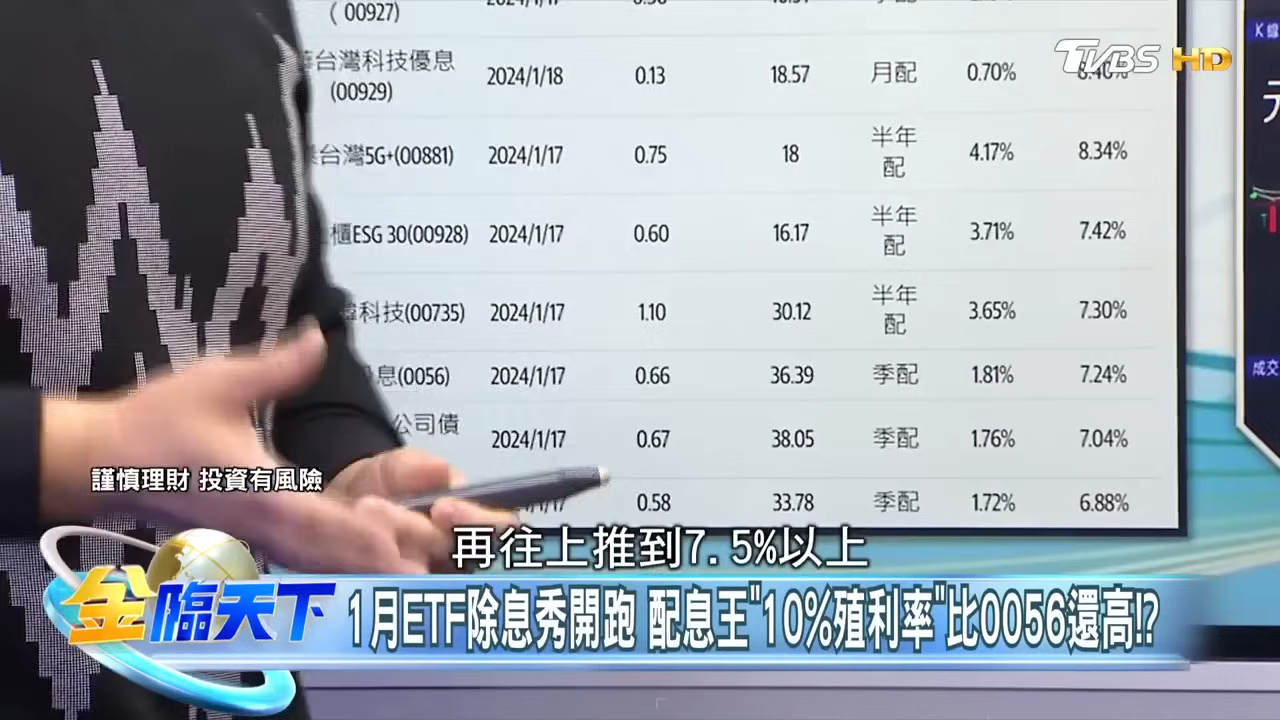 (00927)
TVBS HD
K線
台灣科技優息
(00929)
2024/1/18 0.13 18.57 月配 0.70% 8.40%
台灣5G+(00881) 2024/1/17 0.75 18 半年配 4.17% 8.34%
櫃ESG 30(00928) 2024/1/17 0.60 16.17 半年配 3.71% 7.42%
科技(00735) 2024/1/17 1.10 30.12 半年配 3.65% 7.30%
成交
息(0056) 2024/1/17 0.66 36.39 季配 1.81% 7.24%
公司債 2024/1/17 0.67 38.05 季配 1.76% 7.04%
謹慎理財 投資有風險
0.58 33.78 季配 1.72% 6.88%
再往上推到7.5%以上
金臨天下
1月ETF除息秀開跑 配息王"10%殖利率"比0056還高!?